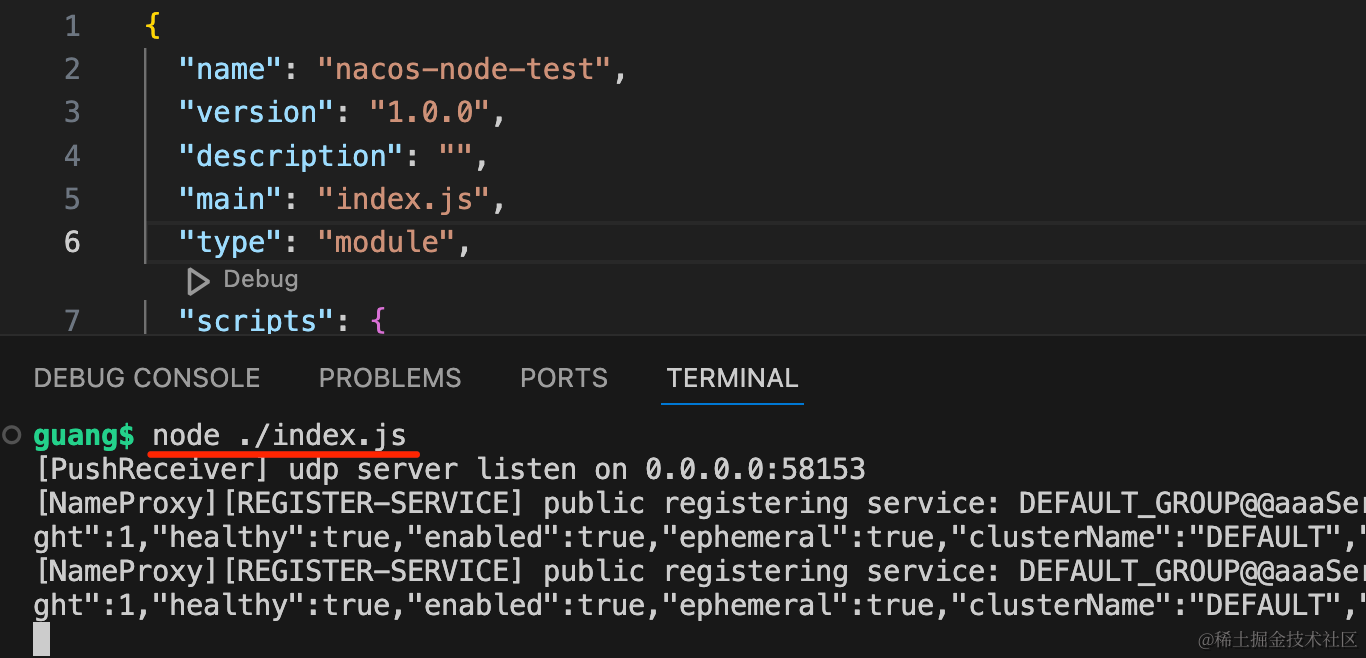 1 {
2 "name": "nacos-node-test",
3 "version": "1.0.0",
4 "description": "",
5 "main": "index.js",
6 "type": "module",
Debug
7 "scripts": {
DEBUG CONSOLE PROBLEMS PORTS TERMINAL
guang$ node ./index.js
[PushReceiver] udp server listen on 0.0.0.0:58153
[NameProxy][REGISTER-SERVICE] public registering service: DEFAULT_GROUP@@aaaSer
ght":1,"healthy":true,"enabled":true,"ephemeral":true,"clusterName":"DEFAULT","
[NameProxy][REGISTER-SERVICE] public registering service: DEFAULT_GROUP@@aaaSer
ght":1,"healthy":true,"enabled":true,"ephemeral":true,"clusterName":"DEFAULT","
@稀土掘金技术社区